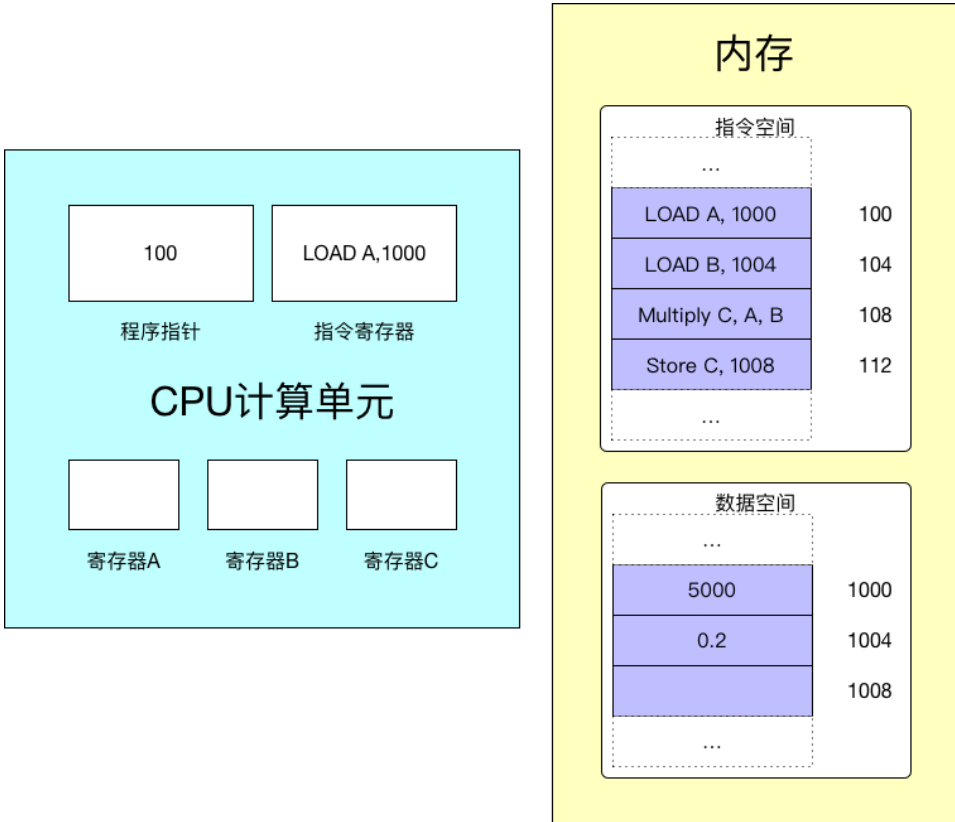 100
LOAD A,1000
程序指针
指令寄存器
CPU计算单元
寄存器A
寄存器B
寄存器C
内存
指令空间
...
LOAD A, 1000
100
LOAD B, 1004
104
Multiply C, A, B
108
Store C, 1008
112
...
数据空间
...
5000
1000
0.2
1004
1008
...